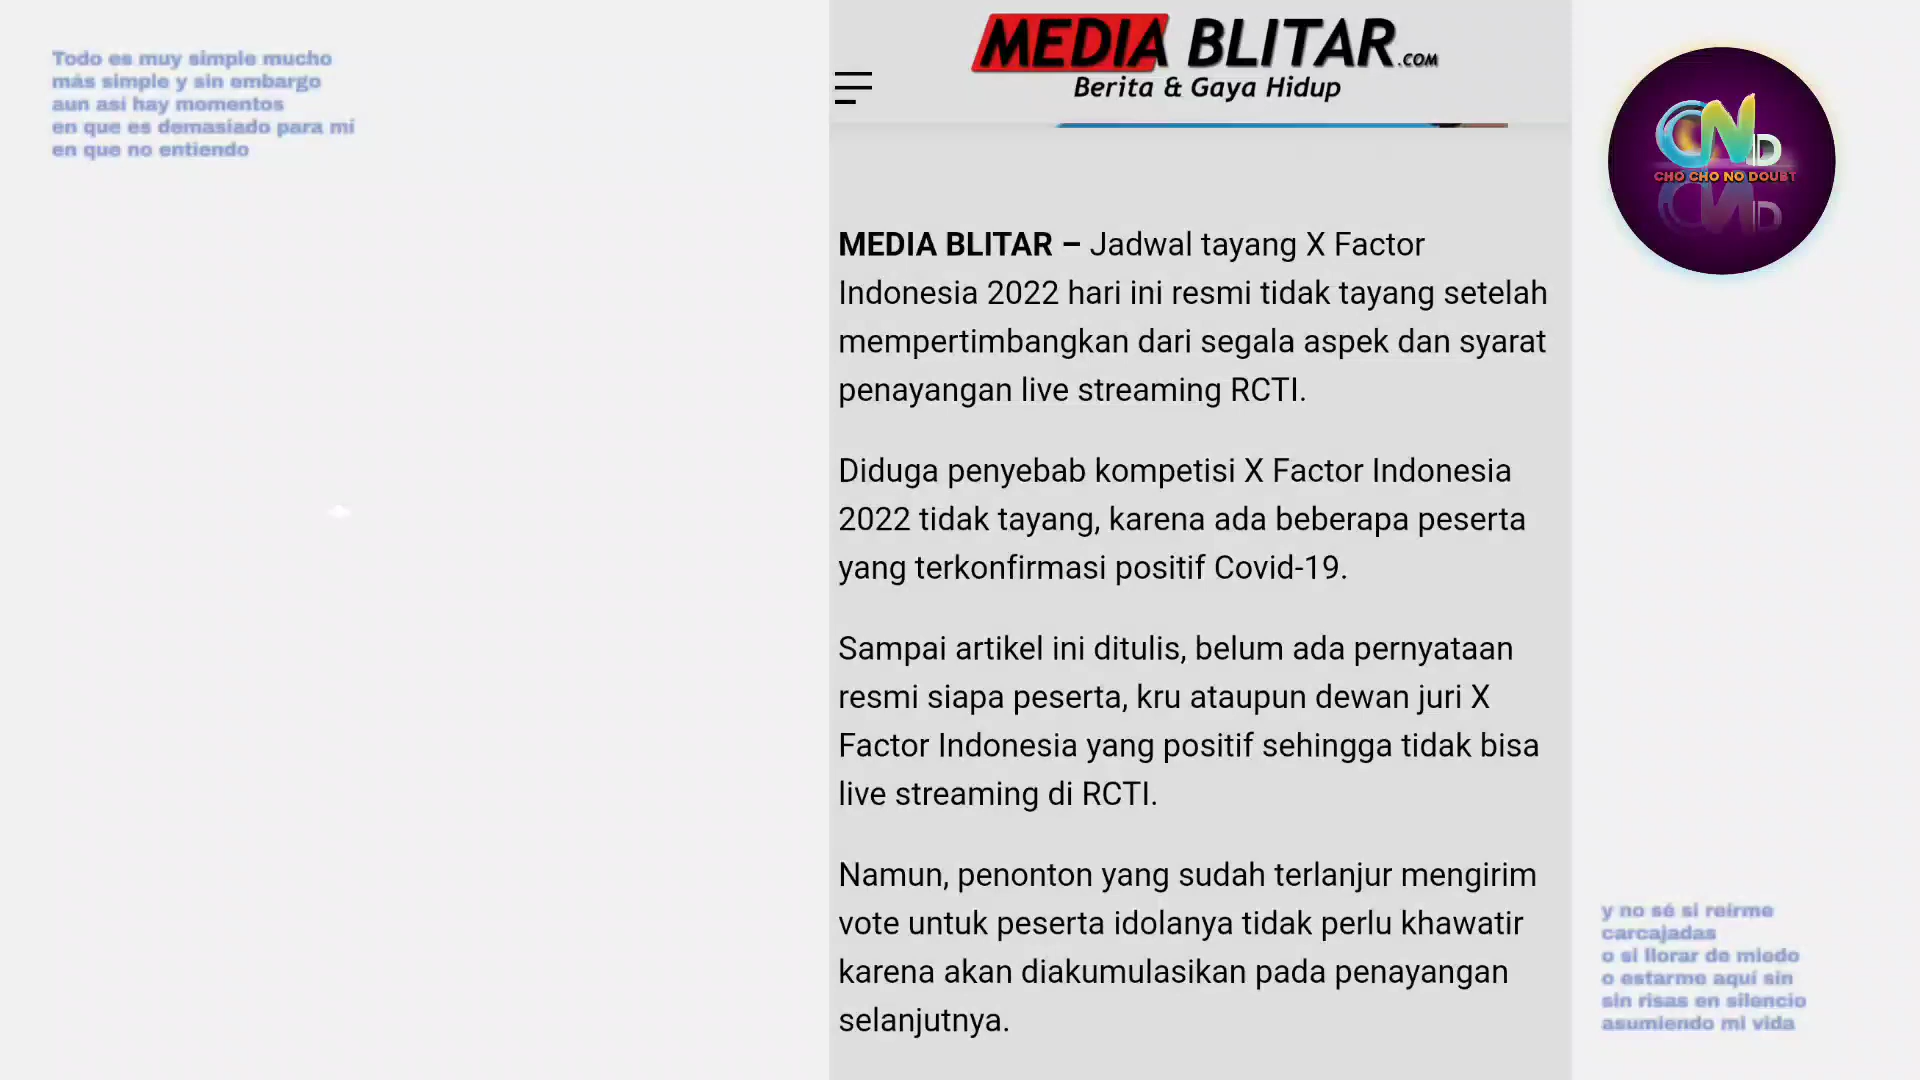 Todo es muy simple mucho
más simple y sin embargo
aun así hay momentos
en que es demasiado para mí
en que no entiendo
MEDIA BLITAR.COM
Berita & Gaya Hidup
CND
CHO CHO NO DOUBT
MEDIA BLITAR – Jadwal tayang X Factor
Indonesia 2022 hari ini resmi tidak tayang setelah
mempertimbangkan dari segala aspek dan syarat
penayangan live streaming RCTI.
Diduga penyebab kompetisi X Factor Indonesia
2022 tidak tayang, karena ada beberapa peserta
yang terkonfirmasi positif Covid-19.
Sampai artikel ini ditulis, belum ada pernyataan
resmi siapa peserta, kru ataupun dewan juri X
Factor Indonesia yang positif sehingga tidak bisa
live streaming di RCTI.
Namun, penonton yang sudah terlanjur mengirim
vote untuk peserta idolanya tidak perlu khawatir
karena akan diakumulasikan pada penayangan
selanjutnya.
y no sé si reirme
carcajadas
o si llorar de miedo
o estarme aquí sin
sin risas en silencio
asumiendo mi vida